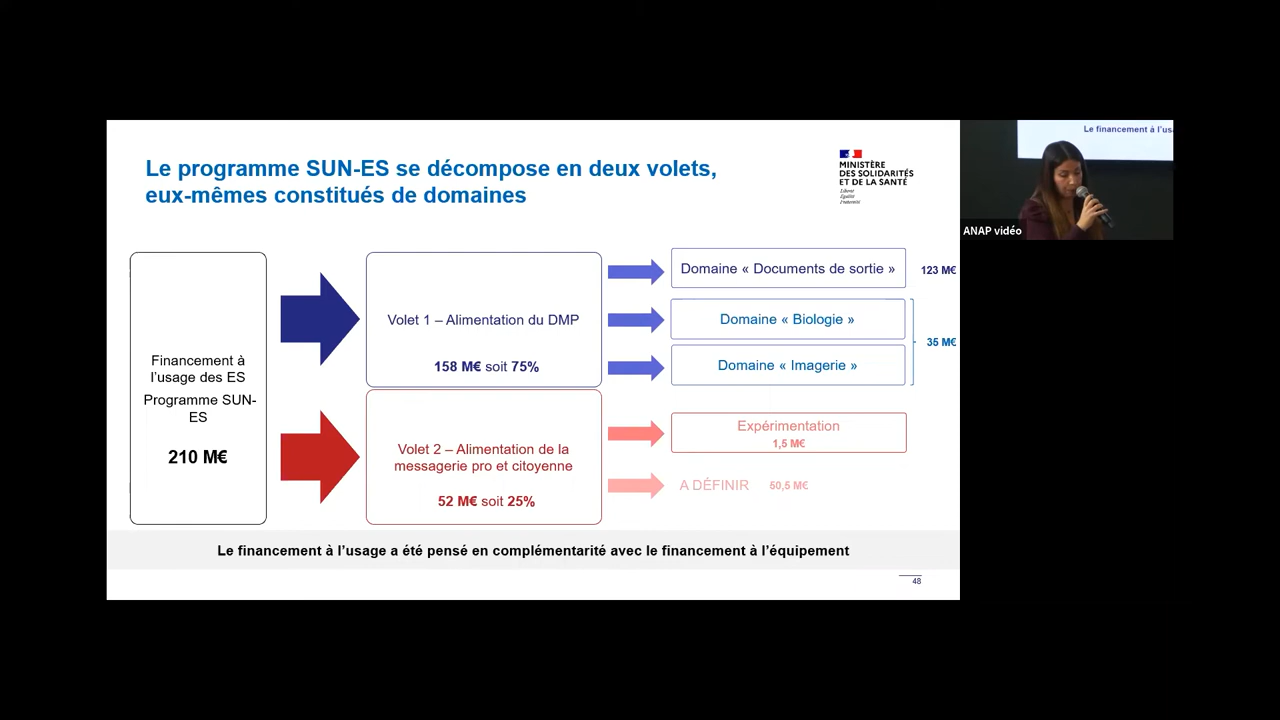 Le programme SUN-ES se décompose en deux volets,
eux-mêmes constitués de domaines
MINISTÈRE
DES SOLIDARITÉS
ET DE LA SANTÉ
Liberté
Égalité
Fraternité
Le financement à l'usa
ANAP vidéo
Financement à
l'usage des ES
Programme SUN-
ES
210 M€
Volet 1 – Alimentation du DMP
158 M€ soit 75%
Domaine « Documents de sortie »
123 M€
Domaine « Biologie »
35 M€
Domaine « Imagerie »
Volet 2 – Alimentation de la
messagerie pro et citoyenne
52 M€ soit 25%
Expérimentation
1,5 M€
A DÉFINIR
50,5 M€
Le financement à l'usage a été pensé en complémentarité avec le financement à l'équipement
48